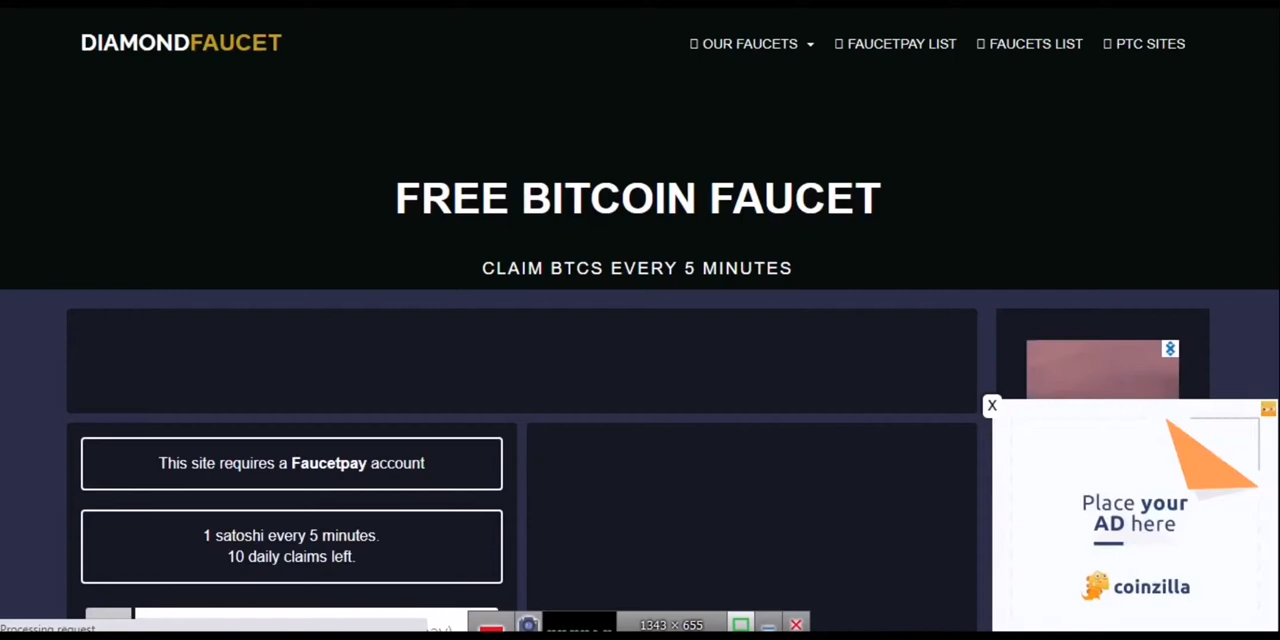 DIAMONDFAUCET
OUR FAUCETS
FAUCETPAY LIST
FAUCETS LIST
PTC SITES
FREE BITCOIN FAUCET
CLAIM BTCS EVERY 5 MINUTES
This site requires a Faucetpay account
1 satoshi every 5 minutes.
10 daily claims left.
X
Place your
AD here
coinzilla
Processing request
1343 × 655